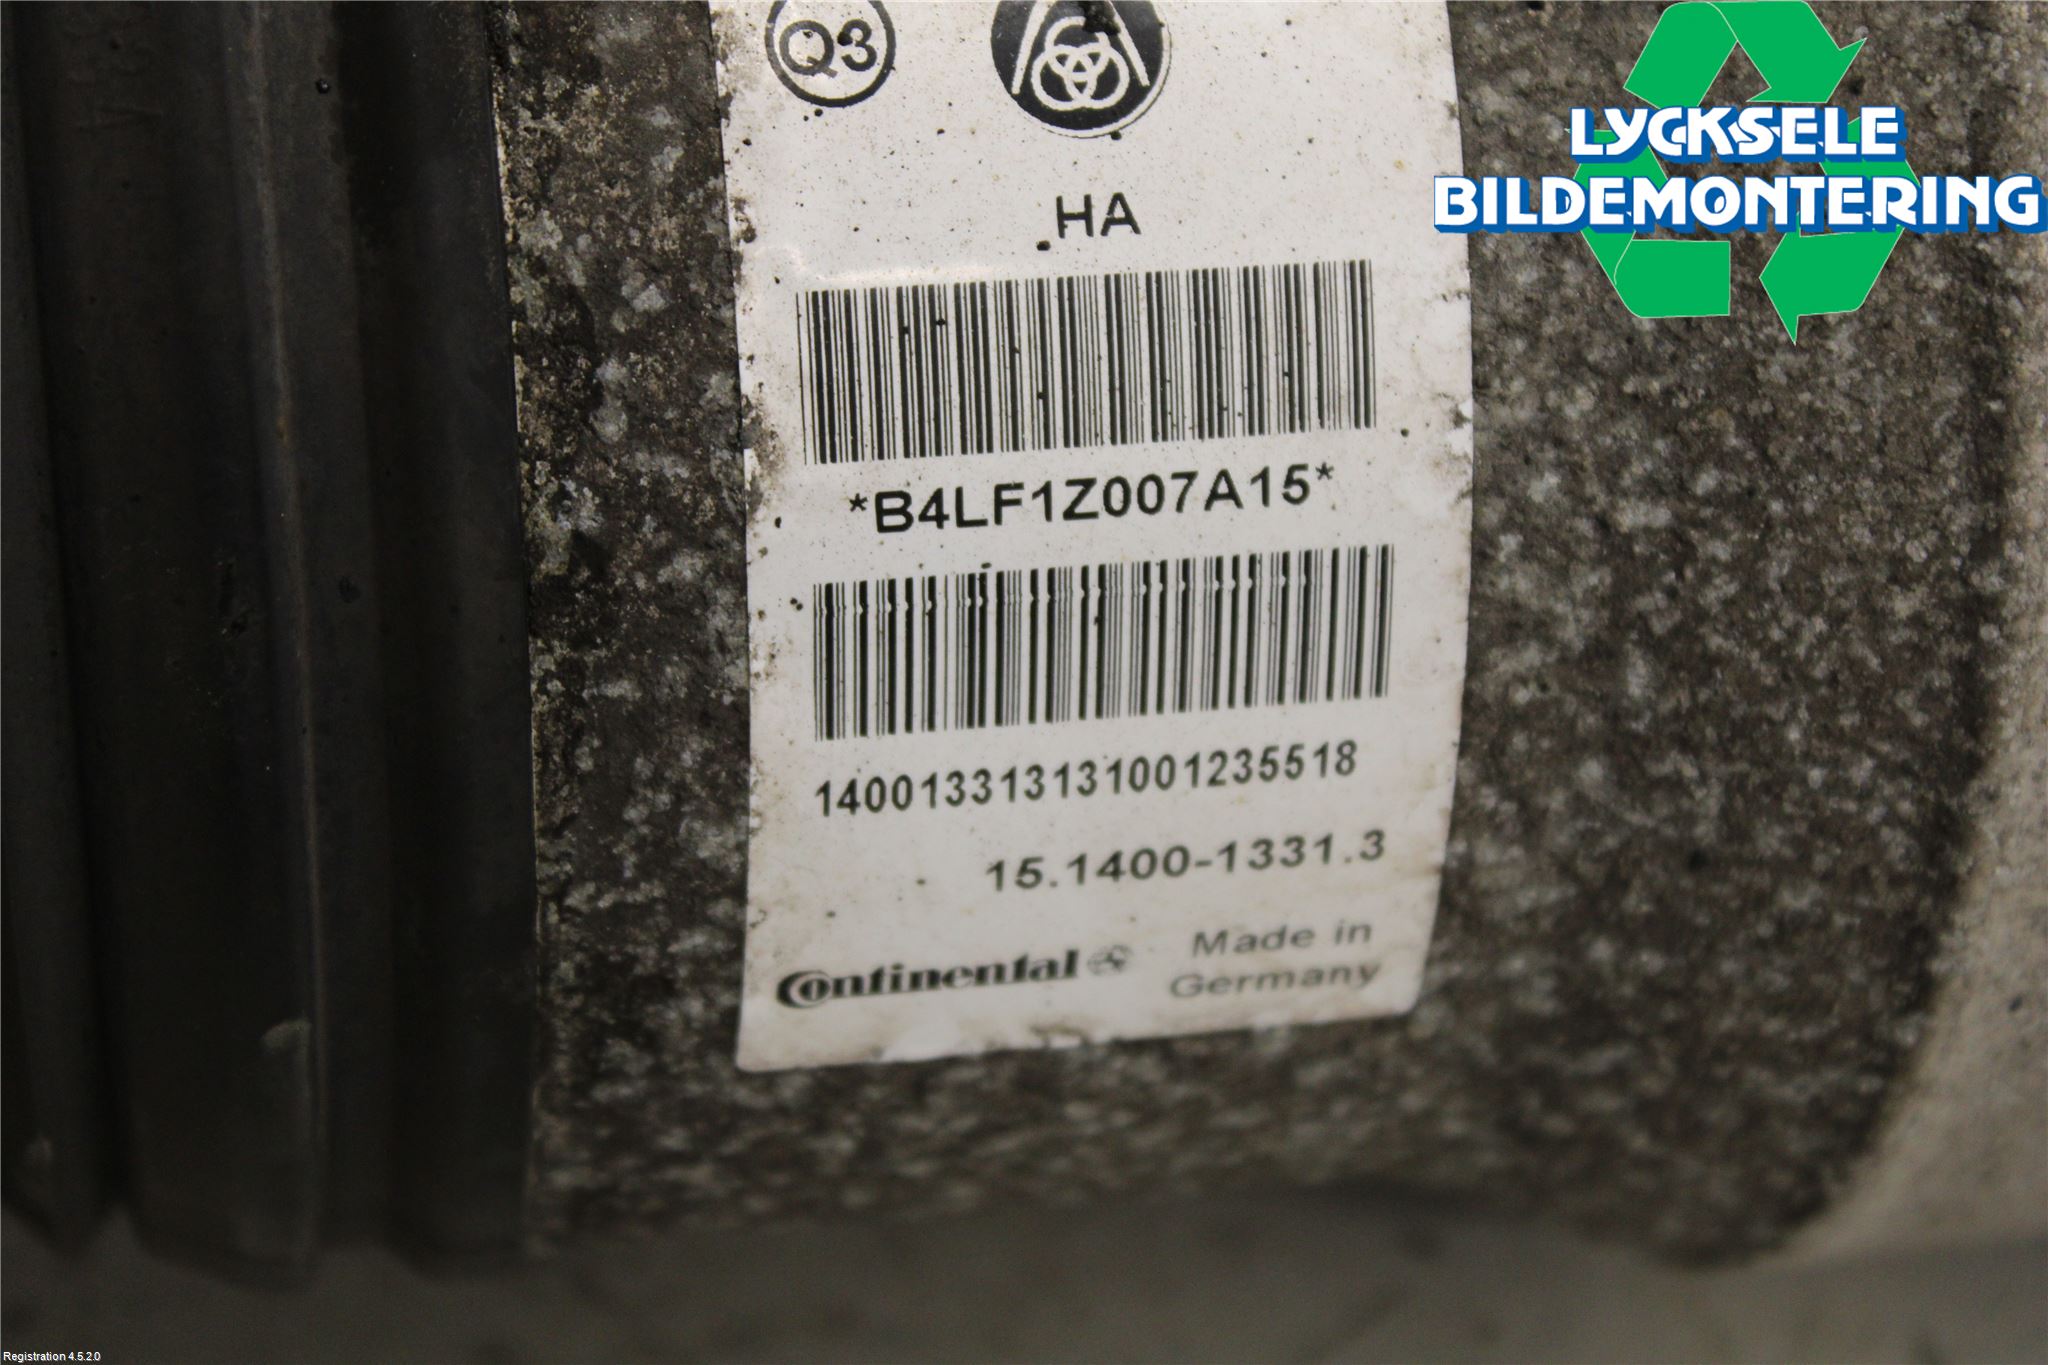 Q3
LYCKSELE
BILDEMONTERING
HA
*B4LF1Z007A15*
140013313131001235518
15.1400-1331.3
Continental
Made in
Germany
Registration 4.5.2.0